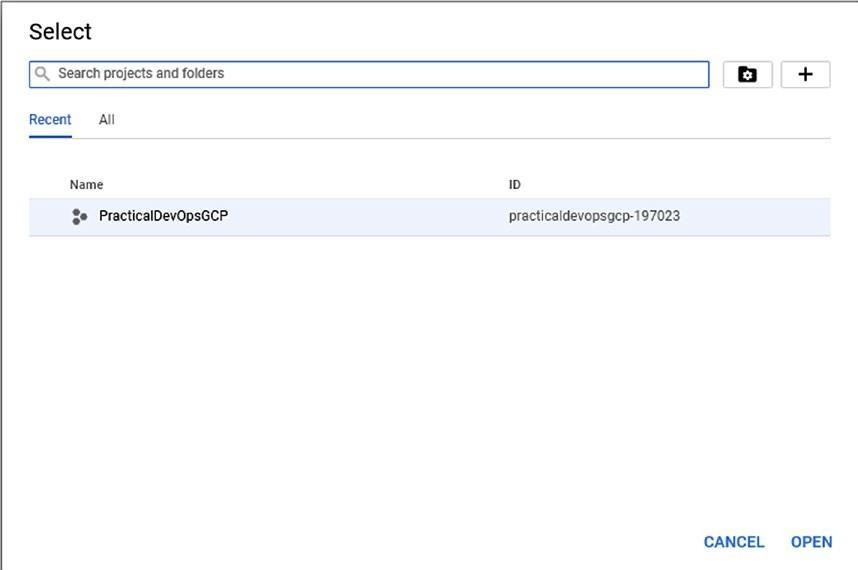 Select
Search projects and folders
Recent All
Name ID
PracticalDevOpsGCP practicaldevopsgcp-197023
CANCEL OPEN